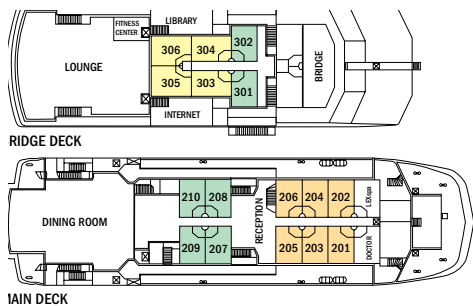 LIBRARY
FITNESS
CENTER
306 304 302
LOUNGE
BRIDGE
305 303 301
INTERNET
RIDGE DECK
210 208 206 204 202
LEXspa
DINING ROOM
RECEPTION
209 207 205 203 201
DOCTOR
MAIN DECK